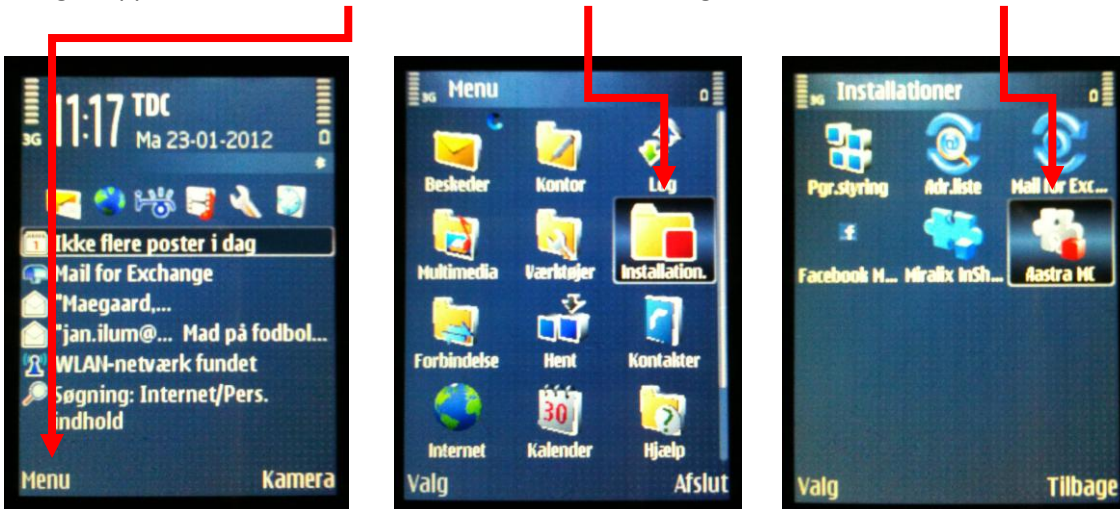 3G
11:17 TDC
Ma 23-01-2012
Ikke flere poster i dag
Mail for Exchange
"Maegaard,...
"jan.ilum@... Mad på fodbol...
WLAN-netværk fundet
Søgning: Internet/Pers.
indhold
Menu Kamera
3G Menu
Beskeder Kontor Log
Multimedia Værktøjer Installation.
Forbindelse Hent Kontakter
30
Internet Kalender Hjælp
Valg Afslut
3G Installationer
Pgr.styring Adr.liste Mail for Exc...
Facebook M... Miralix InSh... Aastra MC
Valg Tilbage